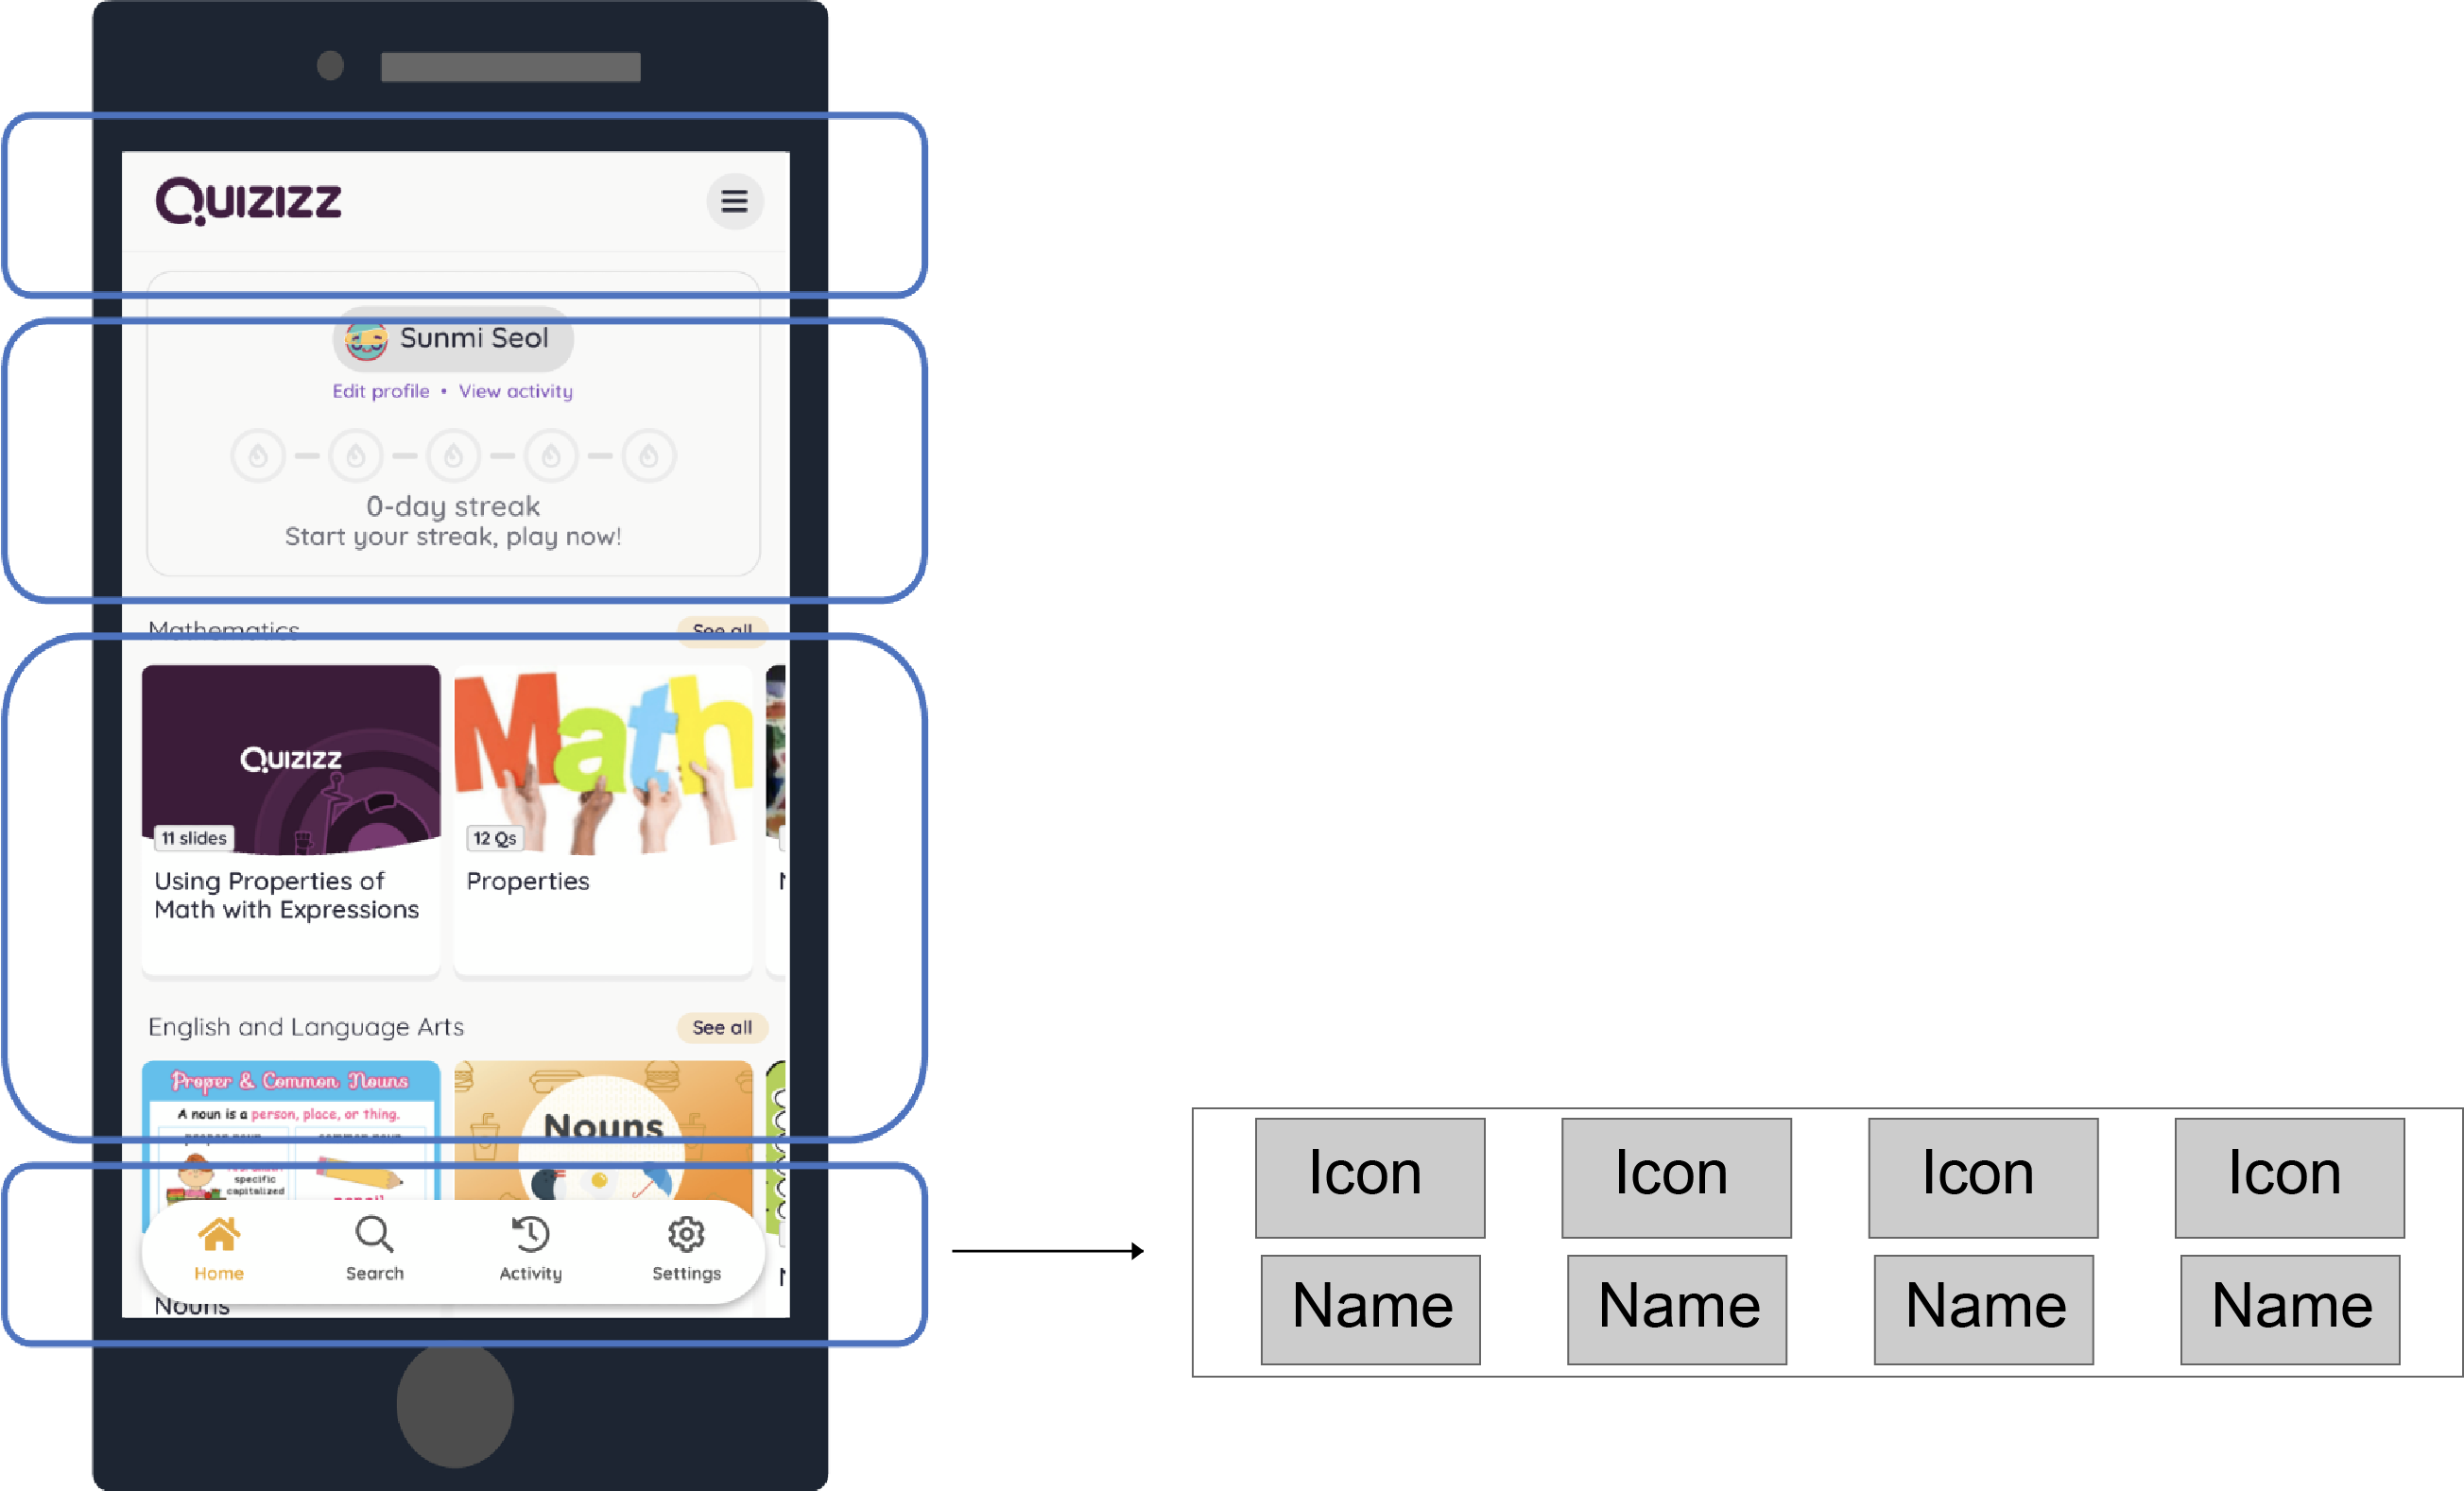 Quizizz
Sunmi Seol
Edit profile • View activity
0-day streak
Start your streak, play now!
Mathematics
See all
Quizizz
11 slides
Using Properties of
Math with Expressions
Math
12 Qs
Properties
English and Language Arts
See all
Proper & Common Nouns
A noun is a person, place, or thing.
specific
capitalized
Nouns
Home
Search
Activity
Settings
Nouns
Icon
Icon
Icon
Icon
Name
Name
Name
Name